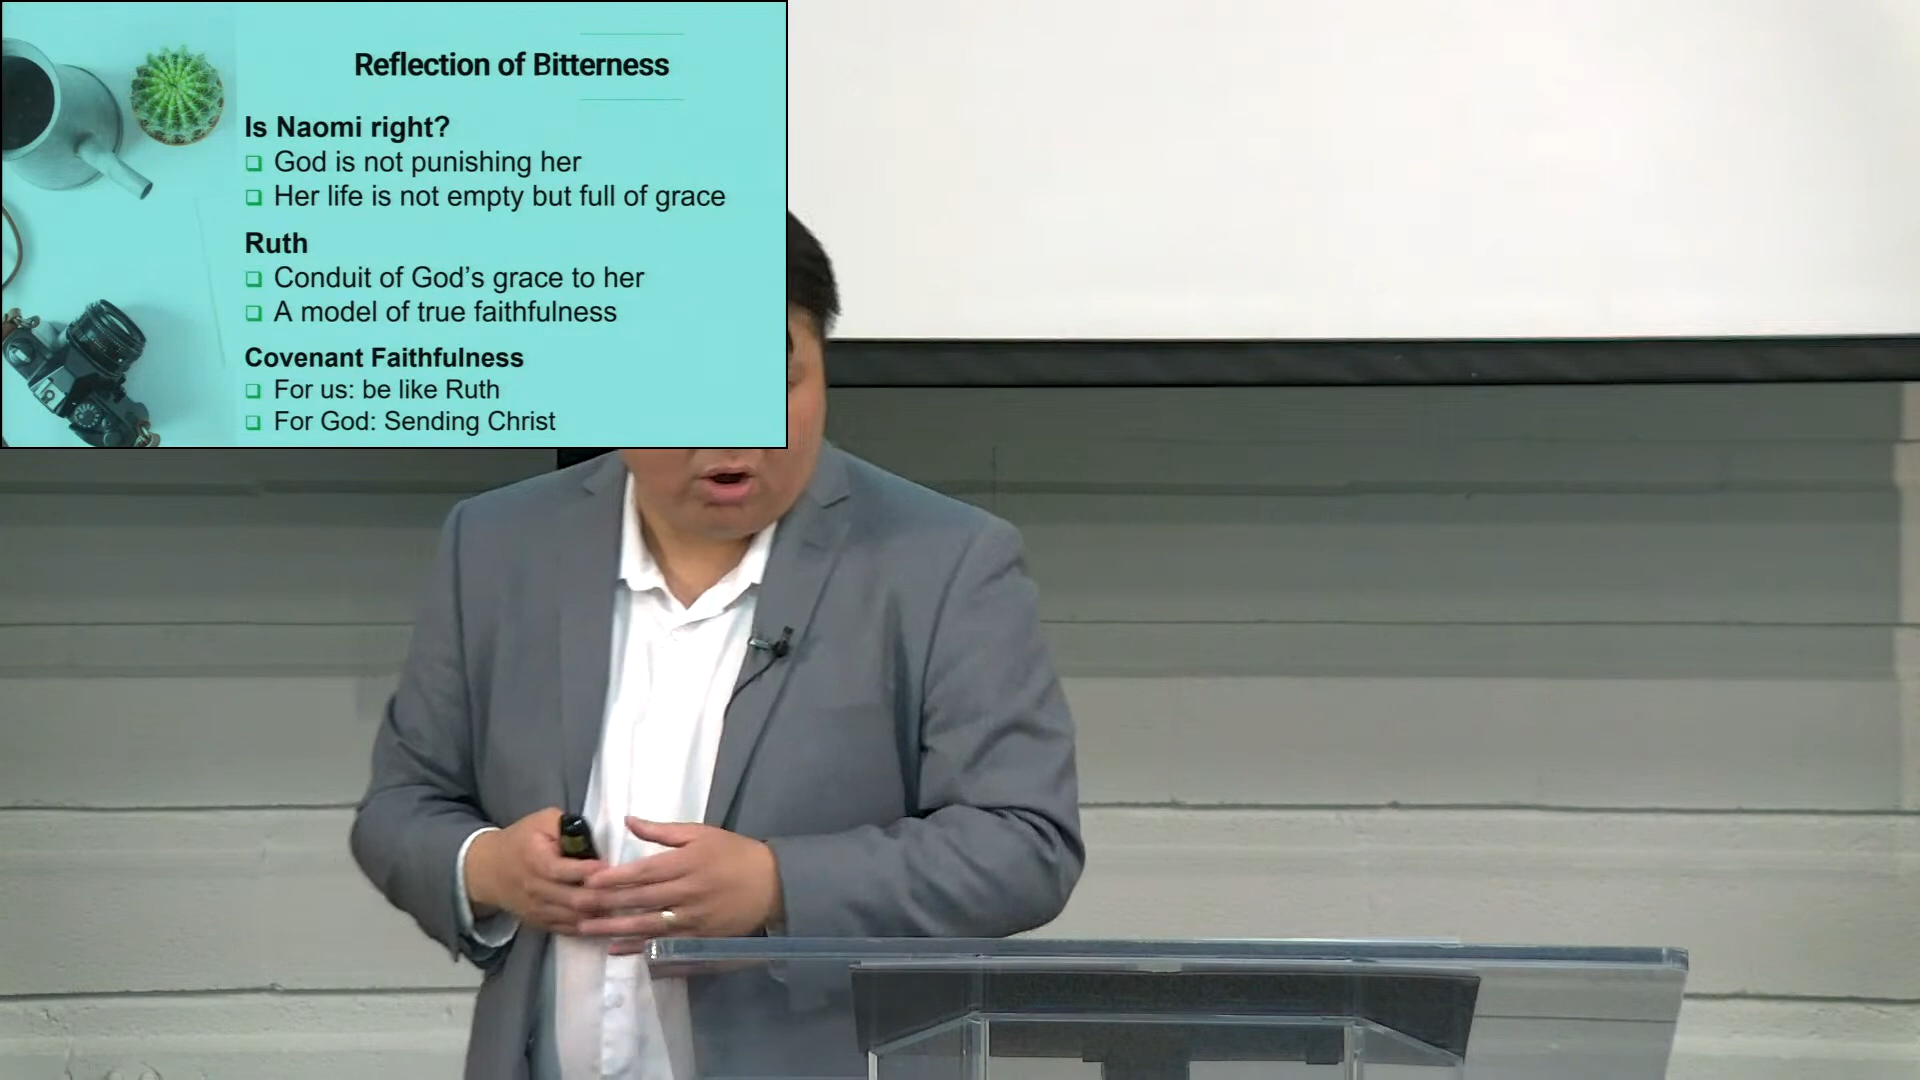 Reflection of Bitterness
Is Naomi right?
God is not punishing her
Her life is not empty but full of grace
Ruth
Conduit of God’s grace to her
A model of true faithfulness
Covenant Faithfulness
For us: be like Ruth
For God: Sending Christ